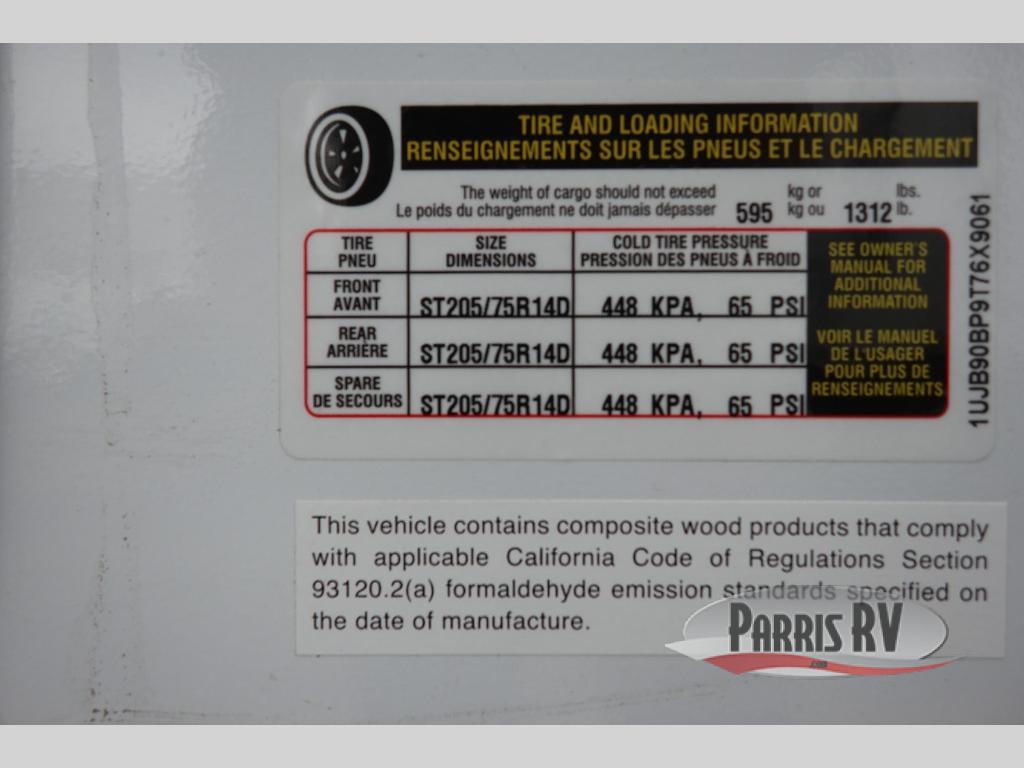 TIRE AND LOADING INFORMATION
RENSEIGNEMENTS SUR LES PNEUS ET LE CHARGEMENT
The weight of cargo should not exceed kg or lbs.
Le poids du chargement ne doit jamais dépasser 595 kg ou 1312 lb.
TIRE SIZE COLD TIRE PRESSURE
PNEU DIMENSIONS PRESSION DES PNEUS À FROID
FRONT
AVANT ST205/75R14D 448 KPA, 65 PSI
REAR
ARRIÈRE ST205/75R14D 448 KPA, 65 PSI
SPARE
DE SECOURS ST205/75R14D 448 KPA, 65 PSI
SEE OWNER'S
MANUAL FOR
ADDITIONAL
INFORMATION
VOIR LE MANUEL
DE L'USAGER
POUR PLUS DE
RENSEIGNEMENTS
1UJB90BP9T76X9061
This vehicle contains composite wood products that comply
with applicable California Code of Regulations Section
93120.2(a) formaldehyde emission standards specified on
the date of manufacture.
PARRIS RV
.com